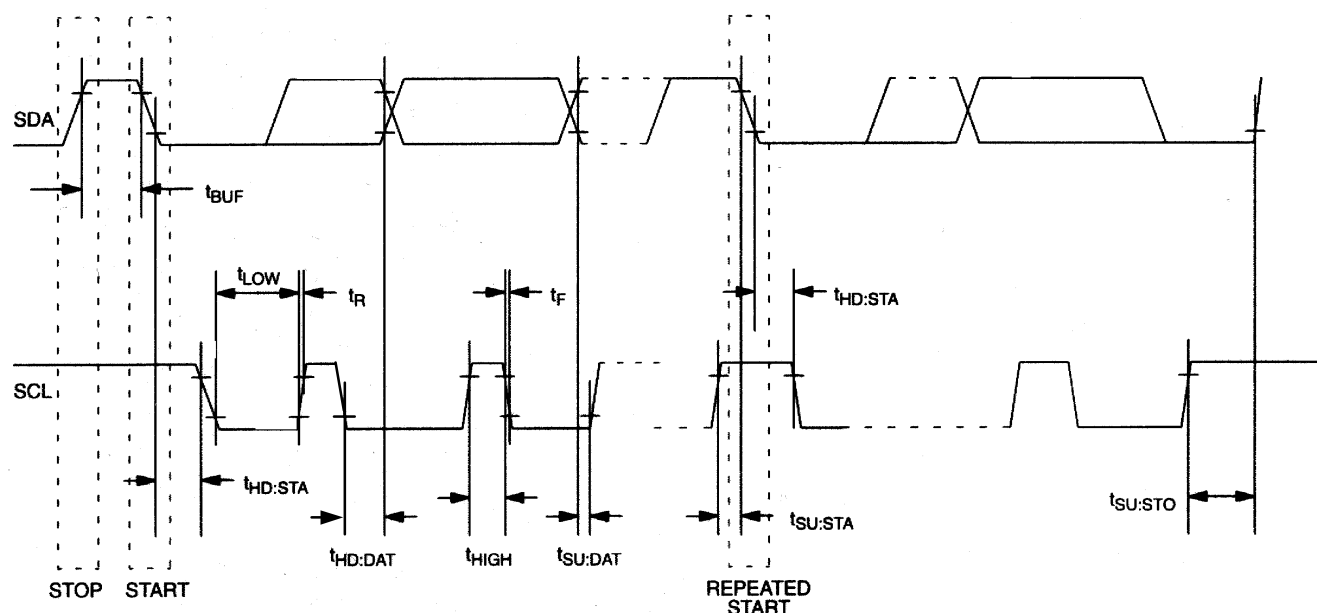 SDA
tBUF
tLOW
tR
tF
tHD:STA
SCL
tHD:STA
tSU:STA
tSU:STO
tHD:DAT
tHIGH
tSU:DAT
STOP
START
REPEATED
START